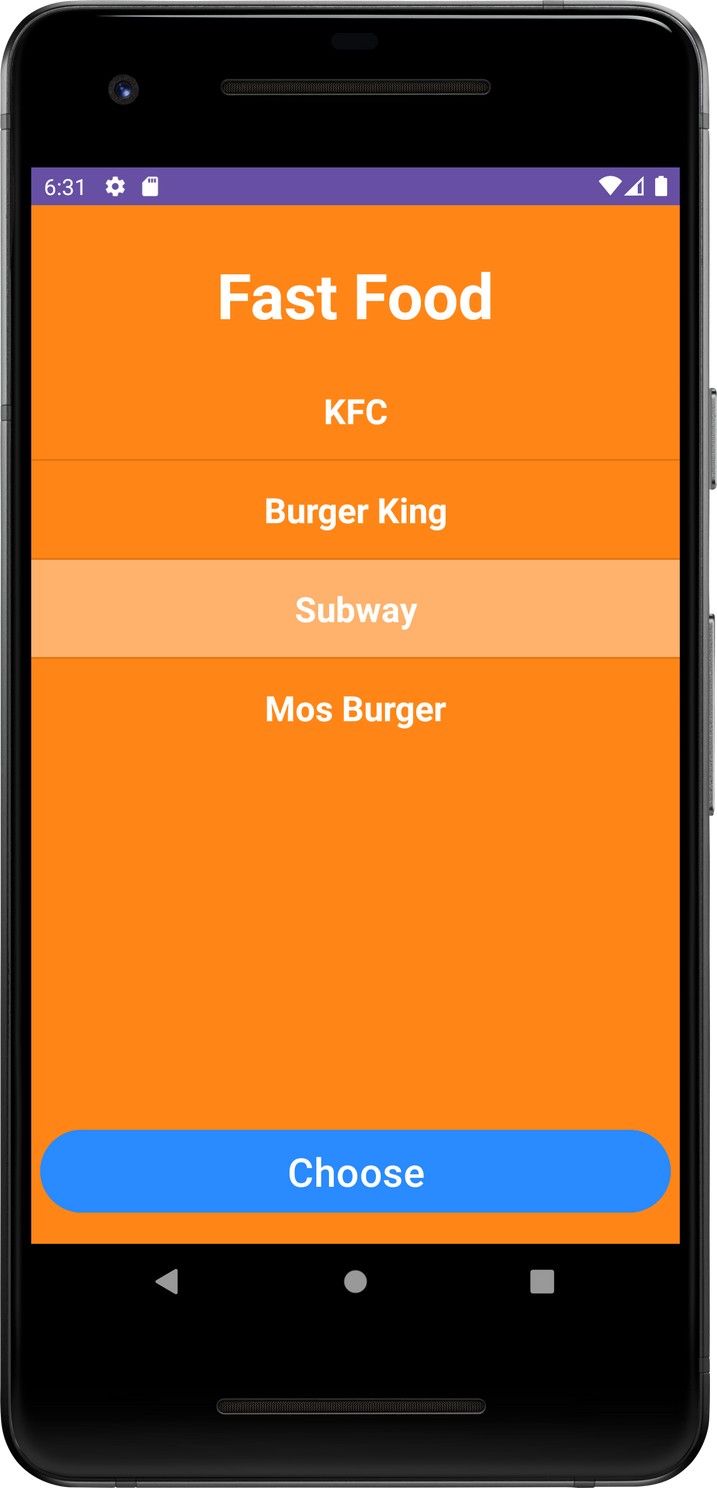 6:31
Fast Food
KFC
Burger King
Subway
Mos Burger
Choose